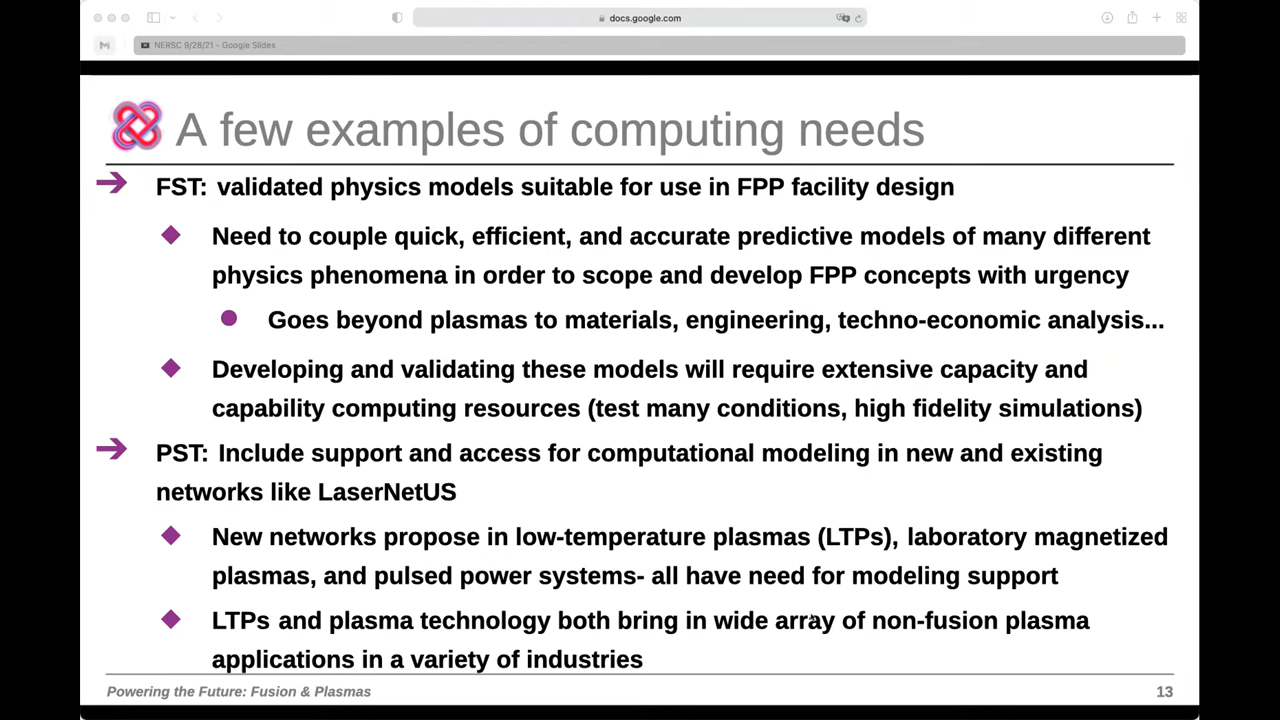 docs.google.com
NERSC 9/28/21 - Google Slides
A few examples of computing needs
FST: validated physics models suitable for use in FPP facility design
Need to couple quick, efficient, and accurate predictive models of many different
physics phenomena in order to scope and develop FPP concepts with urgency
Goes beyond plasmas to materials, engineering, techno-economic analysis...
Developing and validating these models will require extensive capacity and
capability computing resources (test many conditions, high fidelity simulations)
PST: Include support and access for computational modeling in new and existing
networks like LaserNetUS
New networks propose in low-temperature plasmas (LTPs), laboratory magnetized
plasmas, and pulsed power systems- all have need for modeling support
LTPs and plasma technology both bring in wide array of non-fusion plasma
applications in a variety of industries
Powering the Future: Fusion & Plasmas
13